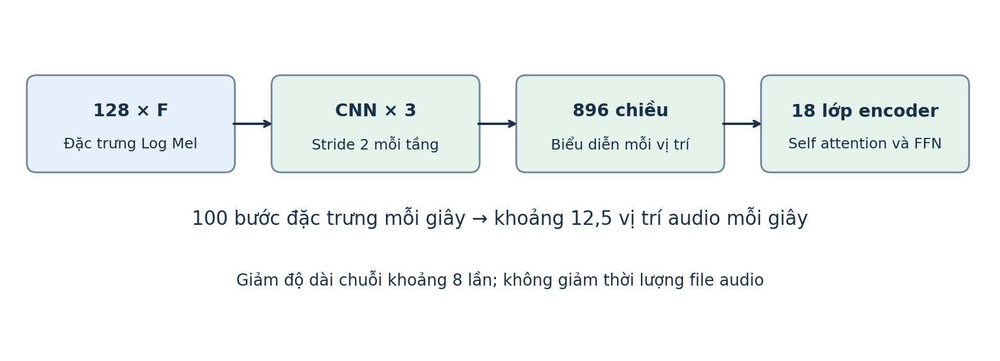 128 × F
Đặc trưng Log Mel
CNN × 3
Stride 2 mỗi tầng
896 chiều
Biểu diễn mỗi vị trí
18 lớp encoder
Self attention và FFN
100 bước đặc trưng mỗi giây → khoảng 12,5 vị trí audio mỗi giây
Giảm độ dài chuỗi khoảng 8 lần; không giảm thời lượng file audio